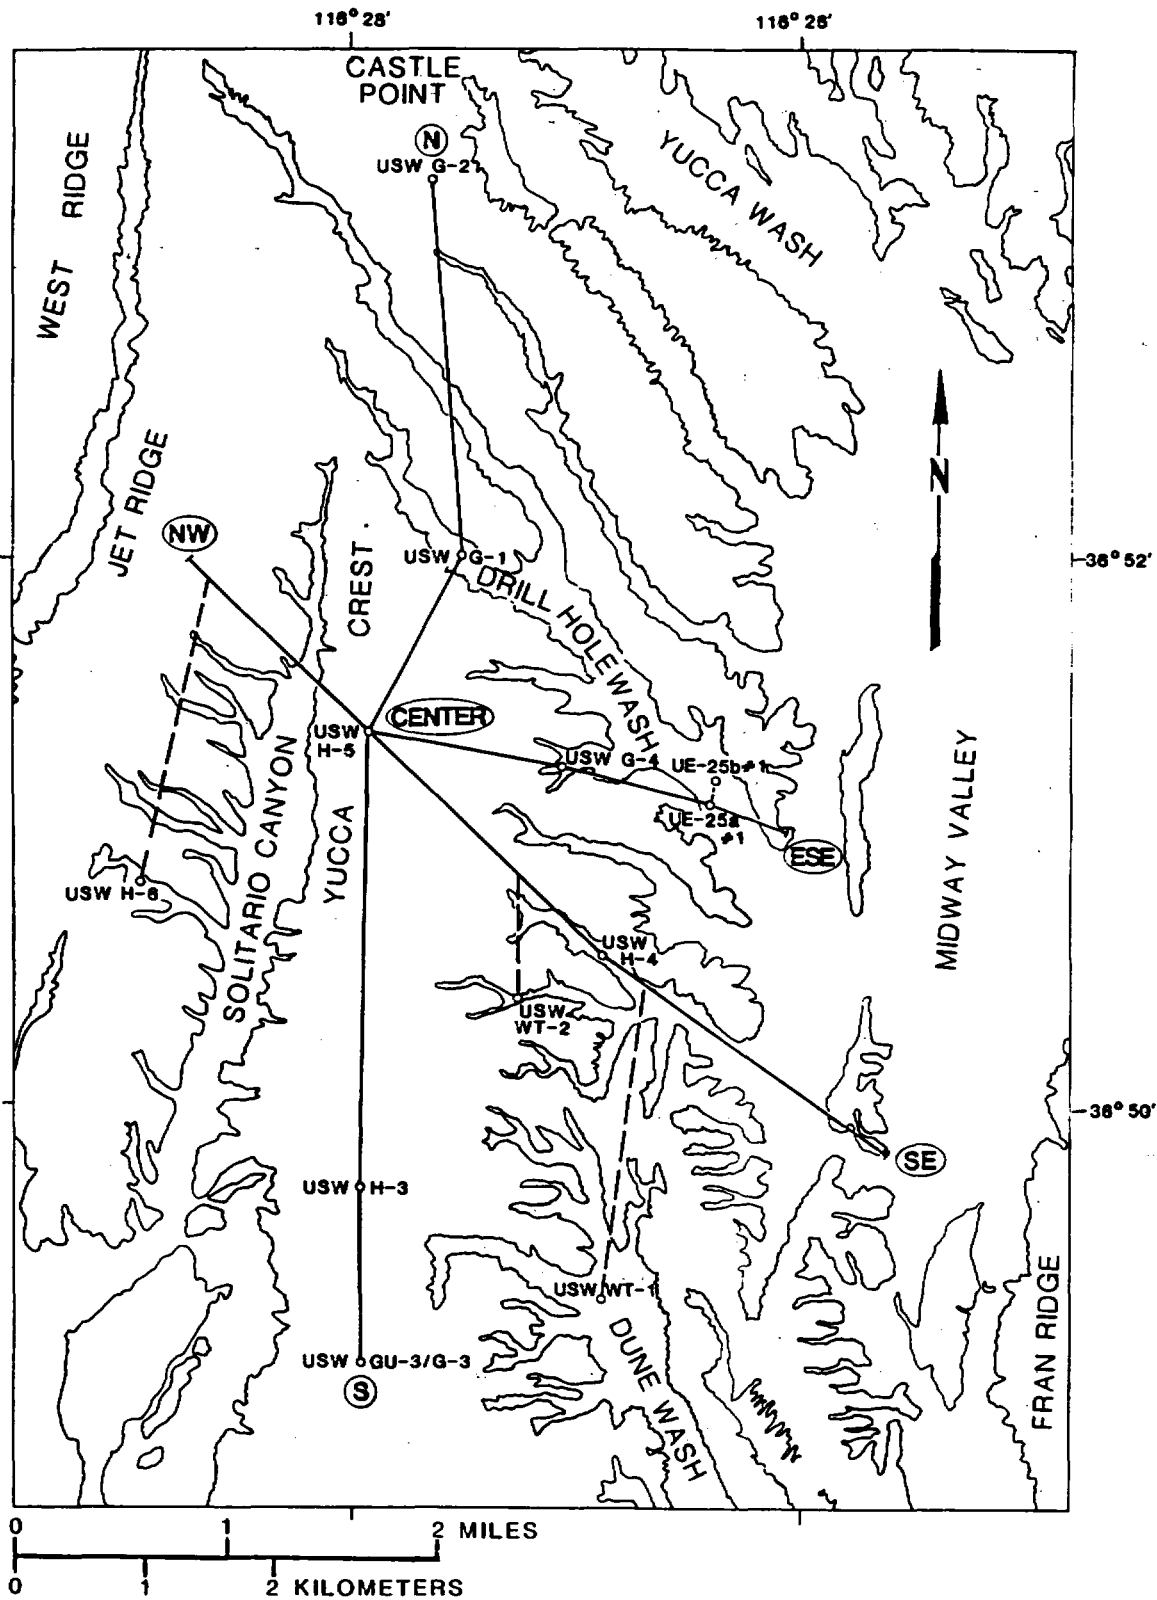 116° 28'
116° 26'
CASTLE
POINT
N
USW G-2
YUCCA WASH
WEST RIDGE
N
JET RIDGE
NW
CREST
USW G-1
DRILL HOLE WASH
36° 52'
CENTER
USW
H-5
USW G-4
UE-25b#1
UE-25a
#1
ESE
YUCCA
SOLITARIO CANYON
MIDWAY VALLEY
USW H-6
USW
H-4
USW
WT-2
36° 50'
SE
USW H-3
USW WT-1
USW GU-3/G-3
S
DUNE WASH
FRAN RIDGE
0 1 2 MILES
0 1 2 KILOMETERS